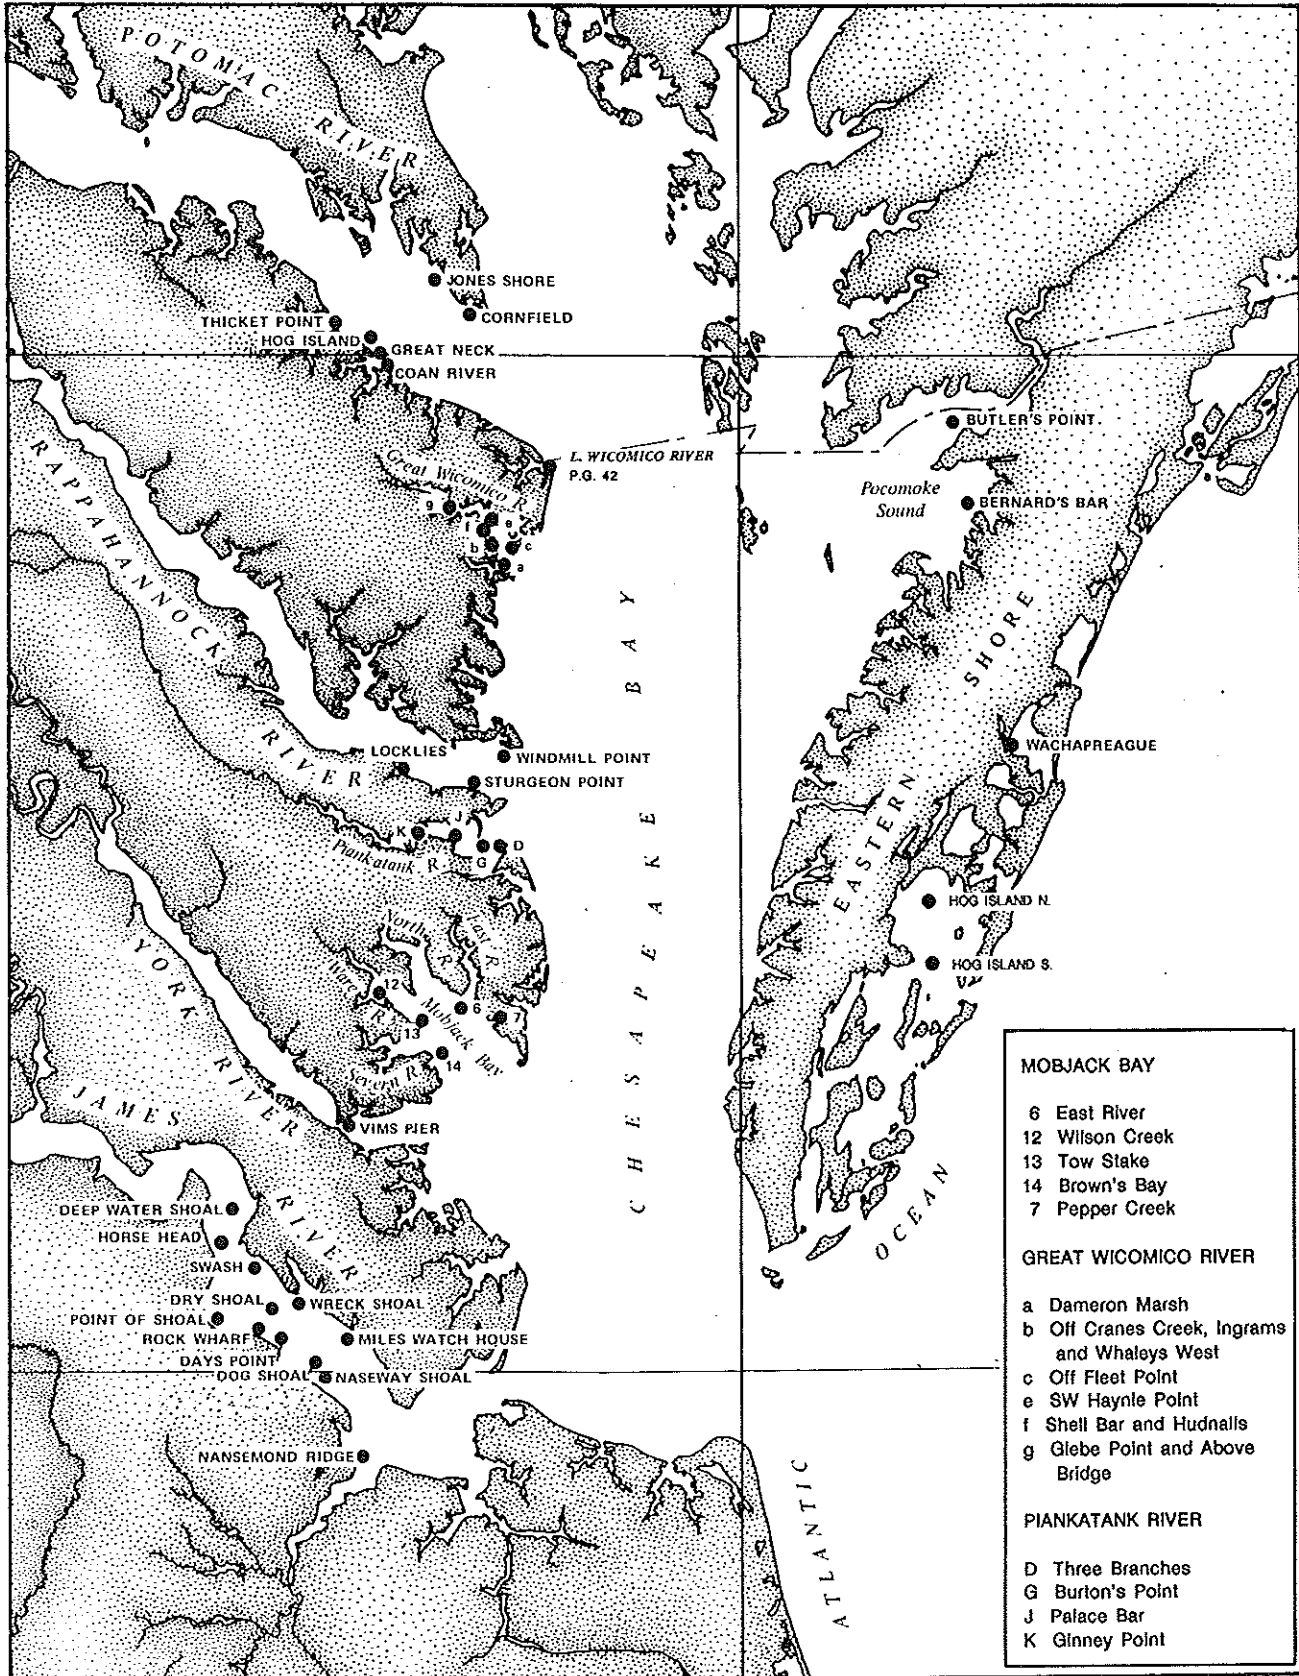 POTOMAC
RIVER
JONES SHORE
CORNFIELD
THICKET POINT
HOG ISLAND
GREAT NECK
COAN RIVER
BUTLER'S POINT
RAPPAHANNOCK
RIVER
Great Wicomico R.
L. WICOMICO RIVER
P.G. 42
Pocomoke
Sound
BERNARD'S BAR
g
e
f
b
c
a
CHESAPEAKE BAY
EASTERN SHORE
LOCKLIES
WINDMILL POINT
STURGEON POINT
WACHAPREAGUE
K
J
G
D
Piankatank R.
HOG ISLAND N.
HOG ISLAND S.
North R.
East R.
Ware R.
12
6
7
13
14
Mobjack Bay
Severn R.
YORK
RIVER
VIMS PIER
JAMES
RIVER
DEEP WATER SHOAL
HORSE HEAD
SWASH
DRY SHOAL
WRECK SHOAL
POINT OF SHOAL
ROCK WHARF
MILES WATCH HOUSE
DAYS POINT
DOG SHOAL
NASEWAY SHOAL
NANSEMOND RIDGE
ATLANTIC
OCEAN
MOBJACK BAY
6 East River
12 Wilson Creek
13 Tow Stake
14 Brown's Bay
7 Pepper Creek
GREAT WICOMICO RIVER
a Dameron Marsh
b Off Cranes Creek, Ingrams
and Whaleys West
c Off Fleet Point
e SW Haynie Point
f Shell Bar and Hudnalls
g Glebe Point and Above
Bridge
PIANKATANK RIVER
D Three Branches
G Burton's Point
J Palace Bar
K Ginney Point